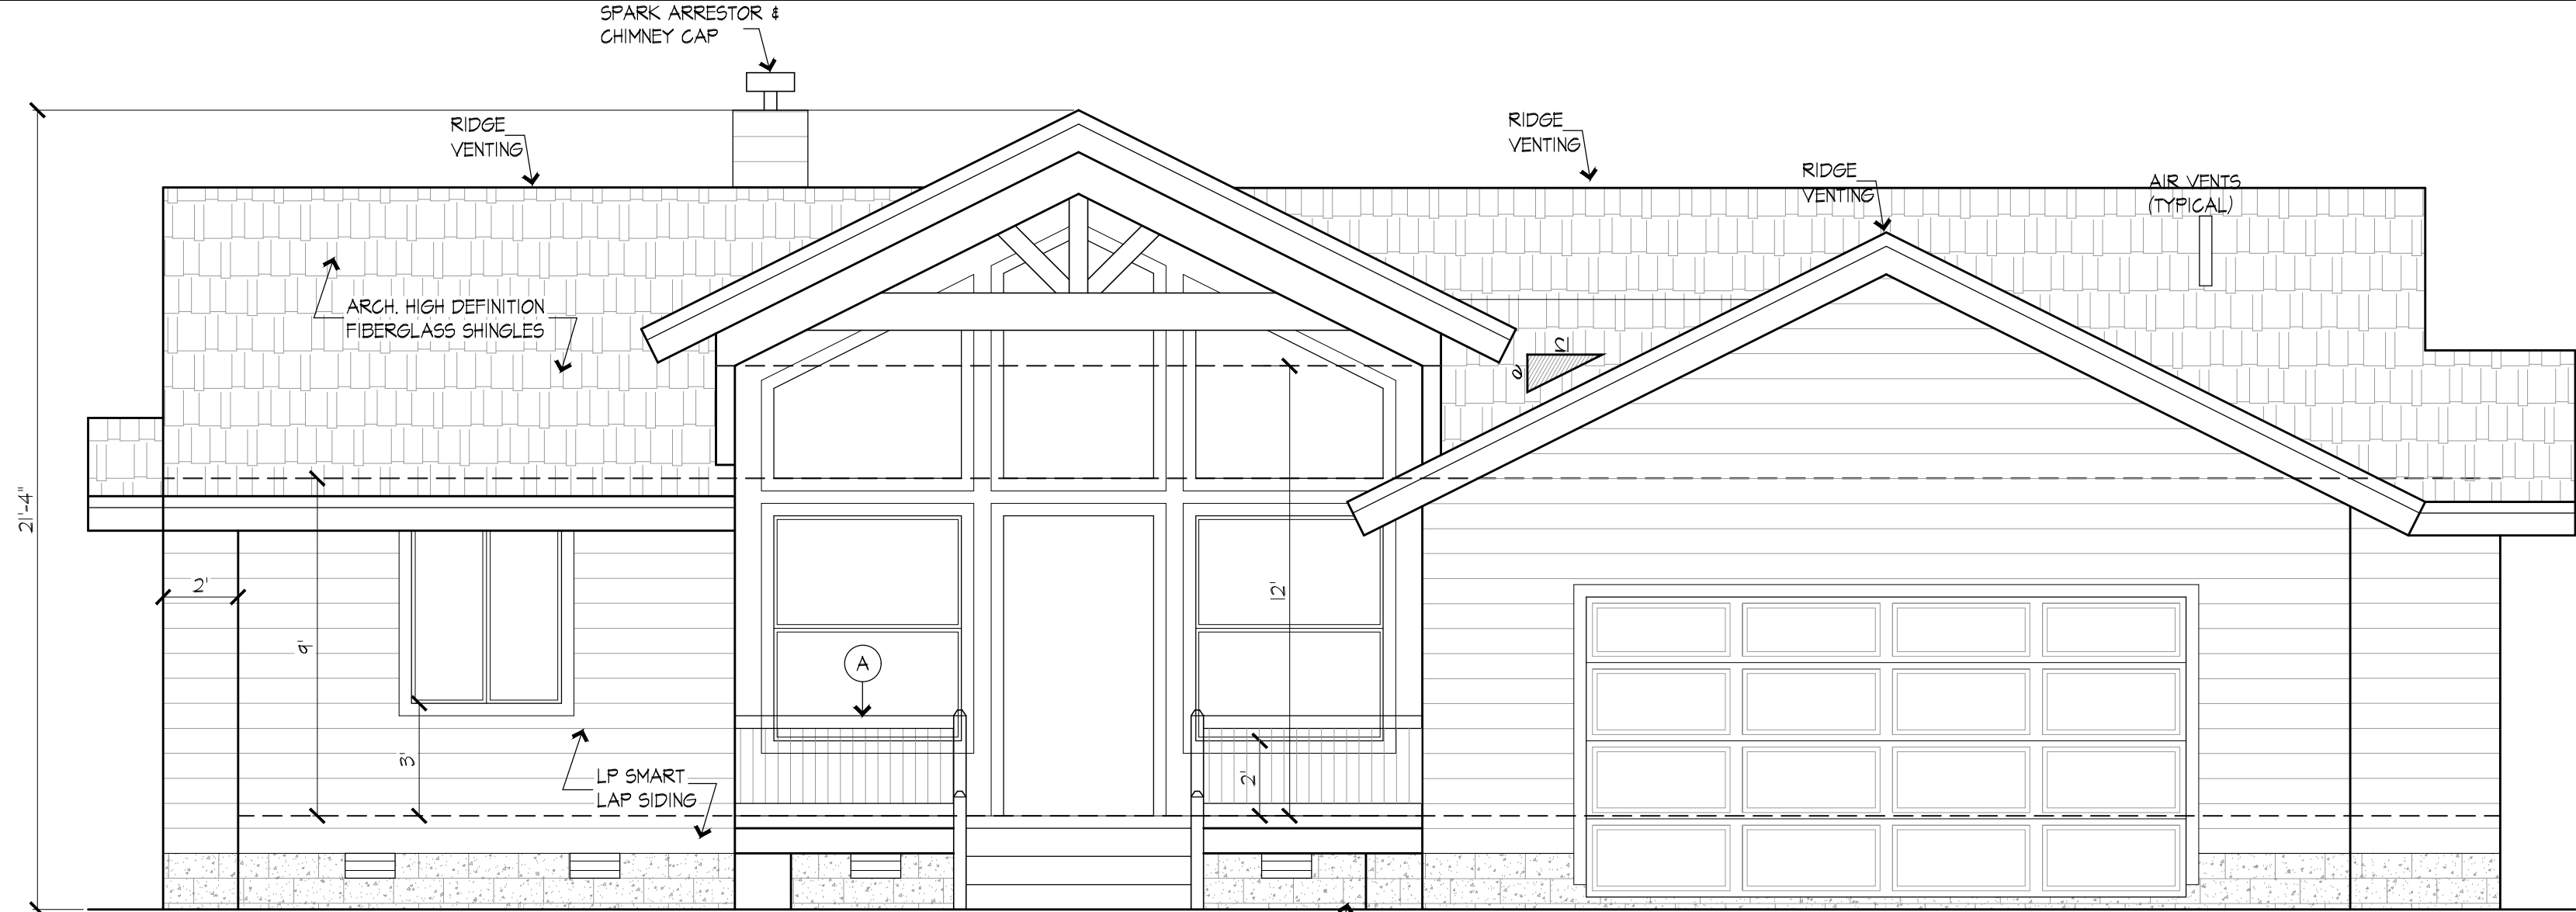 SPARK ARRESTOR &
CHIMNEY CAP
RIDGE
VENTING
RIDGE
VENTING
RIDGE
VENTING
AIR VENTS
(TYPICAL)
ARCH. HIGH DEFINITION
FIBERGLASS SHINGLES
12
6
21'-4"
2'
9'
12'
A
3'
2'
LP SMART
LAP SIDING